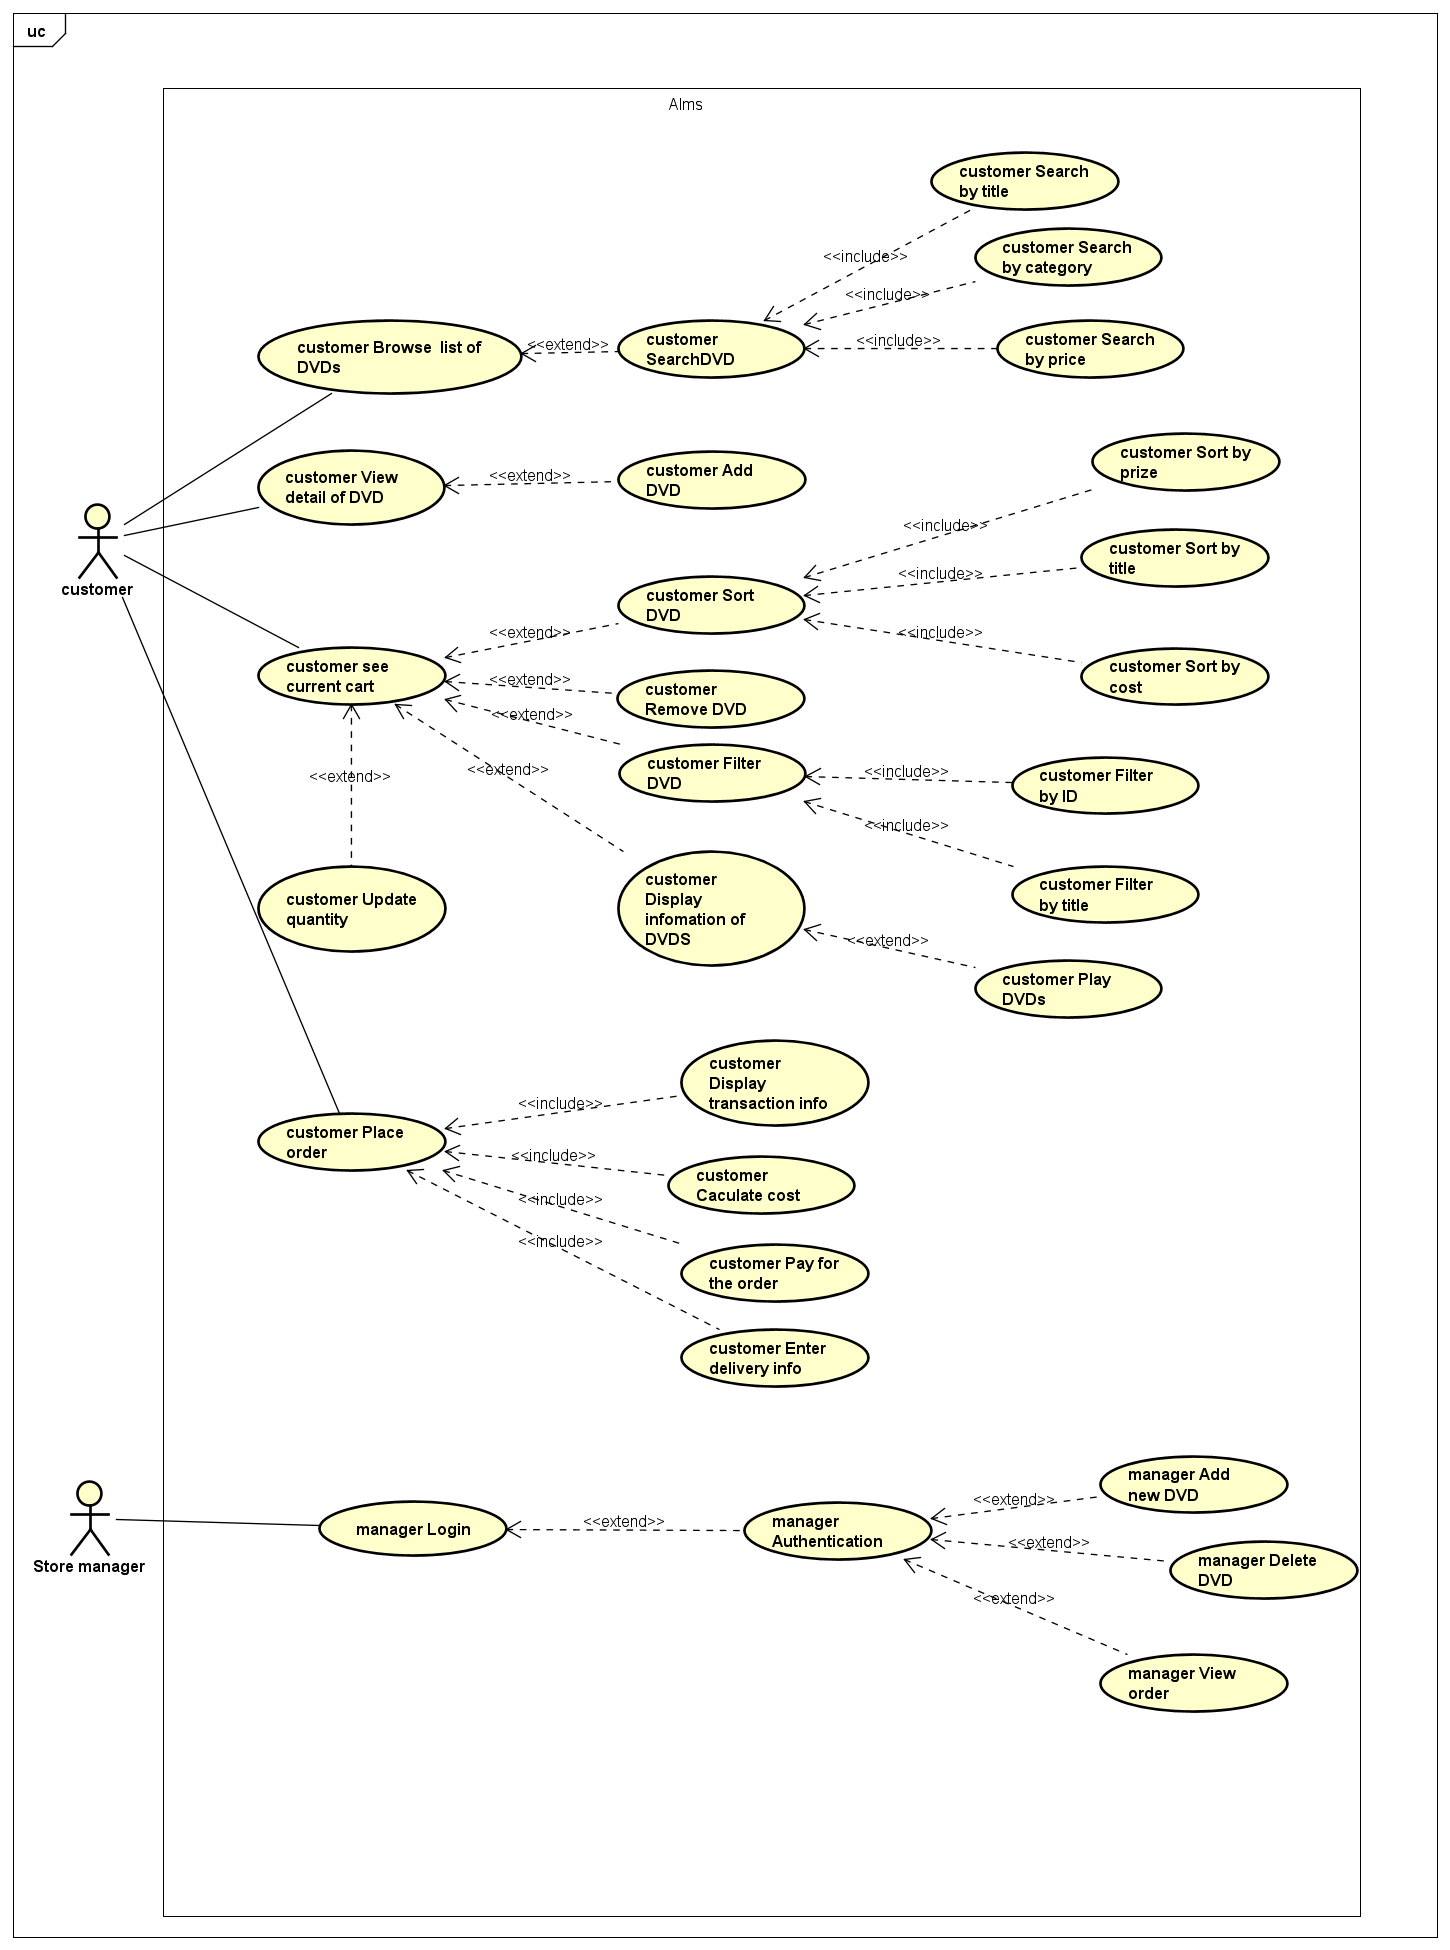 uc
AIms
customer Search
by title
<<include>>
customer Search
by category
<<include>>
customer Browse  list of
DVDs
<<extend>>
customer
SearchDVD
<<include>>
customer Search
by price
customer View
detail of DVD
<<extend>>
customer Add
DVD
customer Sort by
prize
<<include>>
customer
customer Sort by
title
<<include>>
customer Sort
DVD
<<extend>>
<<include>>
customer Sort by
cost
customer see
current cart
<<extend>>
customer
Remove DVD
<<extend>>
customer Filter
DVD
<<include>>
customer Filter
by ID
<<extend>>
<<extend>>
<<include>>
customer Filter
by title
customer Update
quantity
customer
Display
infomation of
DVDS
<<extend>>
customer Play
DVDs
customer
Display
transaction info
<<include>>
customer Place
order
<<include>>
customer
Caculate cost
<<include>>
<<include>>
customer Pay for
the order
customer Enter
delivery info
Store manager
manager Login
<<extend>>
manager
Authentication
<<extend>>
manager Add
new DVD
<<extend>>
manager Delete
DVD
<<extend>>
manager View
order